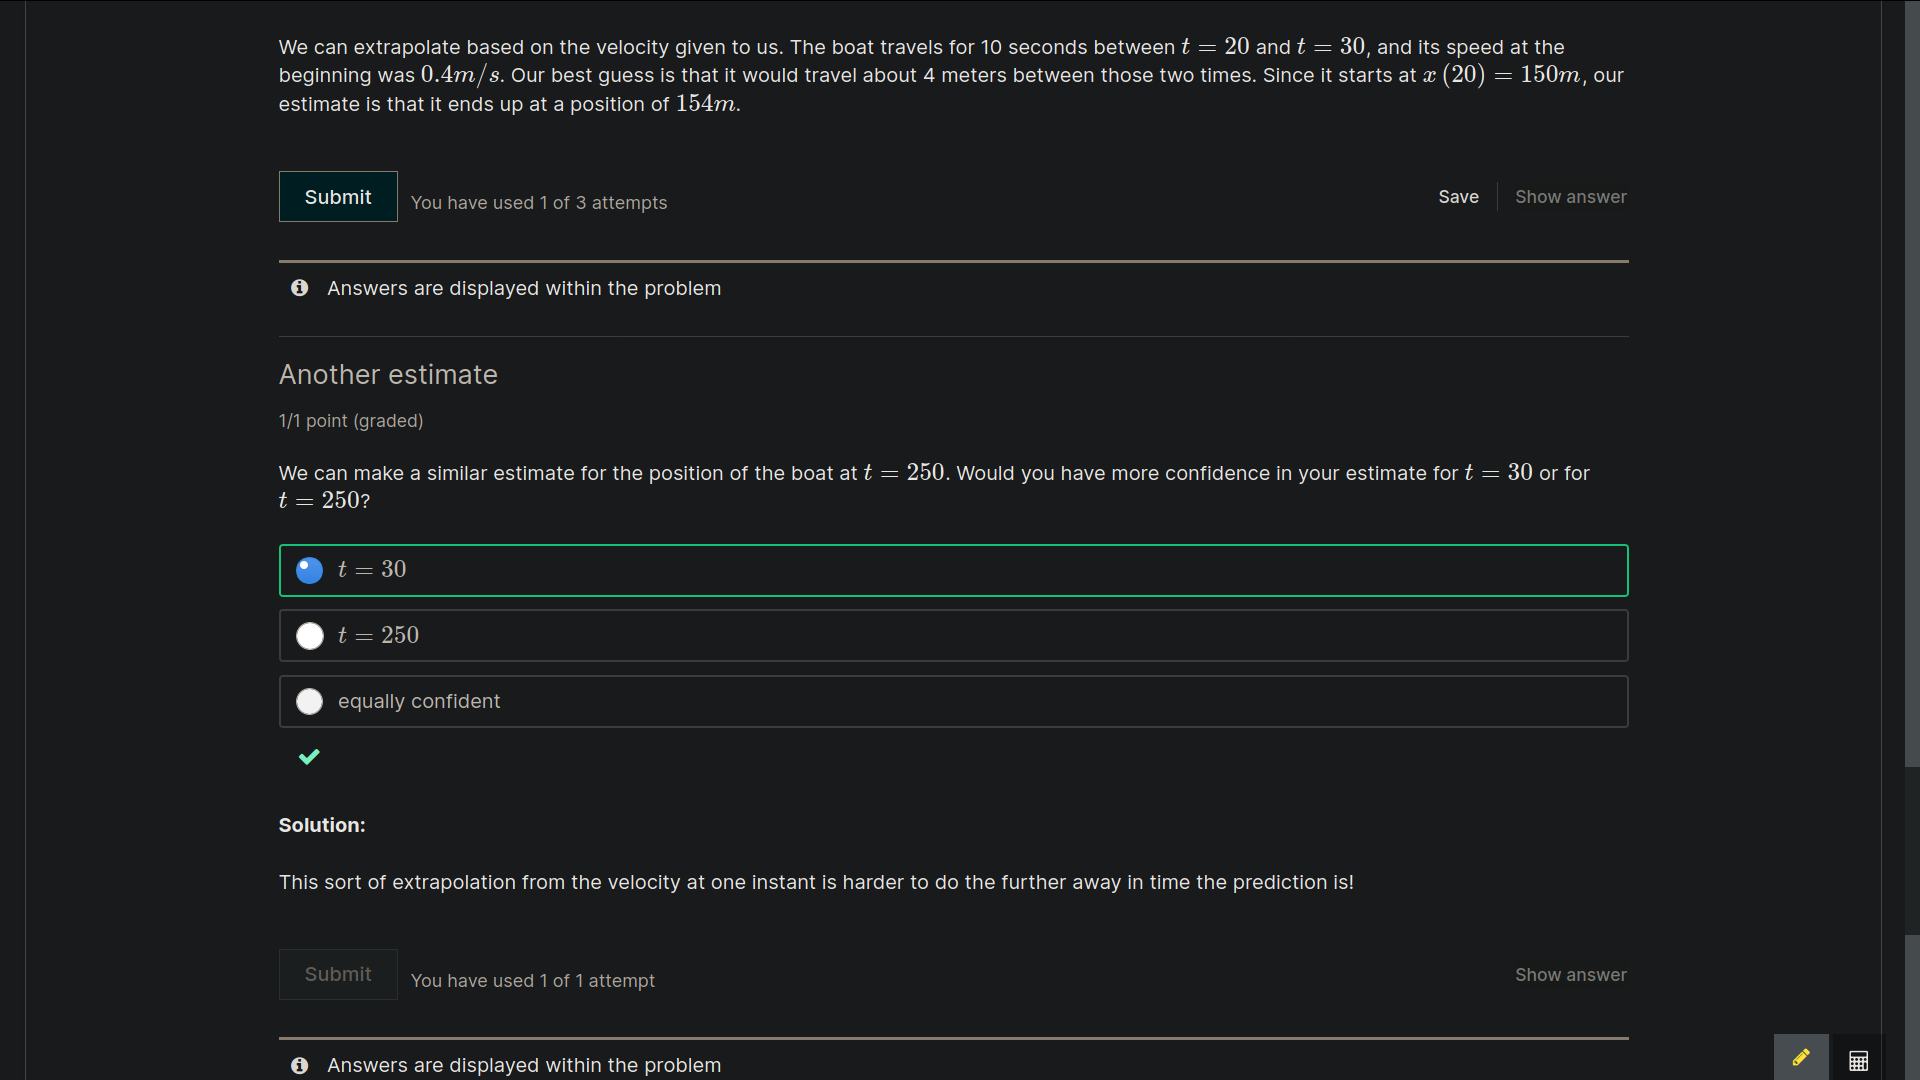 We can extrapolate based on the velocity given to us. The boat travels for 10 seconds between t = 20 and t = 30, and its speed at the
beginning was 0.4m/s. Our best guess is that it would travel about 4 meters between those two times. Since it starts at x (20) = 150m, our
estimate is that it ends up at a position of 154m.
Submit
You have used 1 of 3 attempts
Save
Show answer
Answers are displayed within the problem
Another estimate
1/1 point (graded)
We can make a similar estimate for the position of the boat at t = 250. Would you have more confidence in your estimate for t = 30 or for
t = 250?
t = 30
t = 250
equally confident
Solution:
This sort of extrapolation from the velocity at one instant is harder to do the further away in time the prediction is!
Submit
You have used 1 of 1 attempt
Show answer
Answers are displayed within the problem